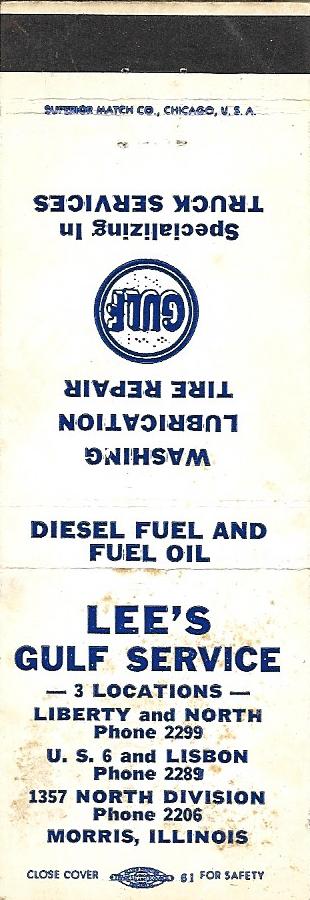 SUPERIOR MATCH CO., CHICAGO, U. S. A.
WASHING
LUBRICATION
TIRE REPAIR
GULF
Specializing In
TRUCK SERVICES
DIESEL FUEL AND
FUEL OIL
LEE'S
GULF SERVICE
— 3 LOCATIONS —
LIBERTY and NORTH
Phone 2299
U. S. 6 and LISBON
Phone 2289
1357 NORTH DIVISION
Phone 2206
MORRIS, ILLINOIS
CLOSE COVER 61 FOR SAFETY